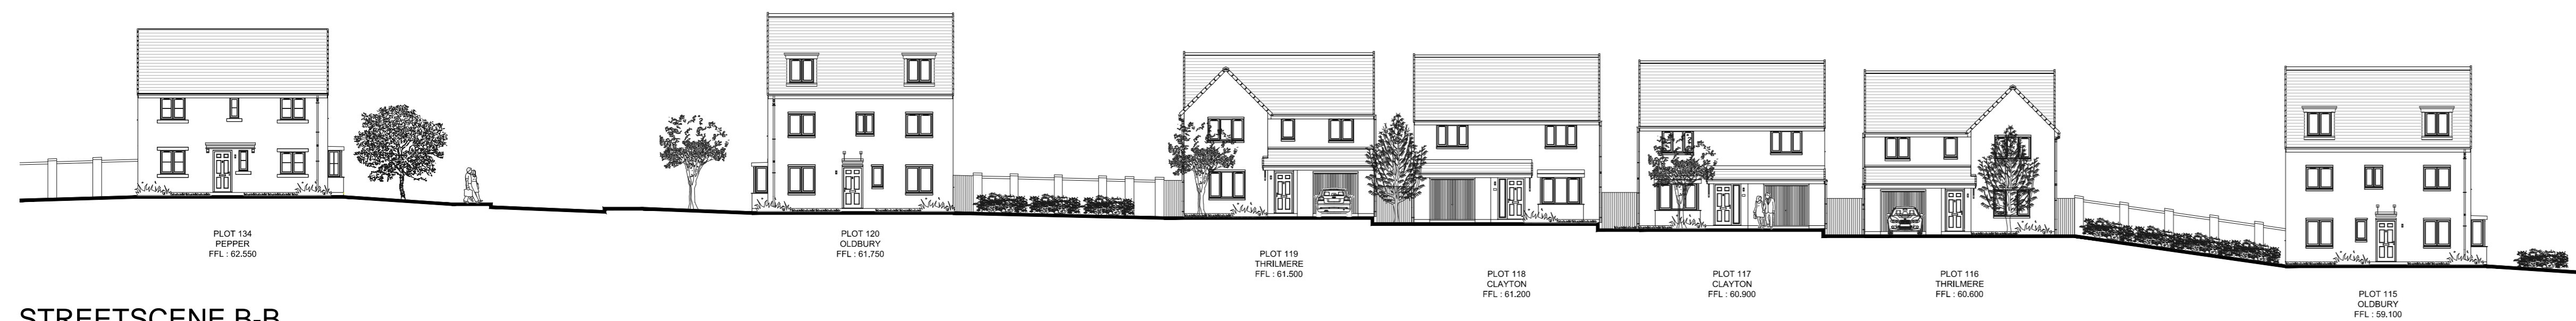 PLOT 134
PEPPER
FFL : 62.550
PLOT 120
OLDBURY
FFL : 61.750
PLOT 119
THRILMERE
FFL : 61.500
PLOT 118
CLAYTON
FFL : 61.200
PLOT 117
CLAYTON
FFL : 60.900
PLOT 116
THRILMERE
FFL : 60.600
PLOT 115
OLDBURY
FFL : 59.100
STREETSCENE B-B